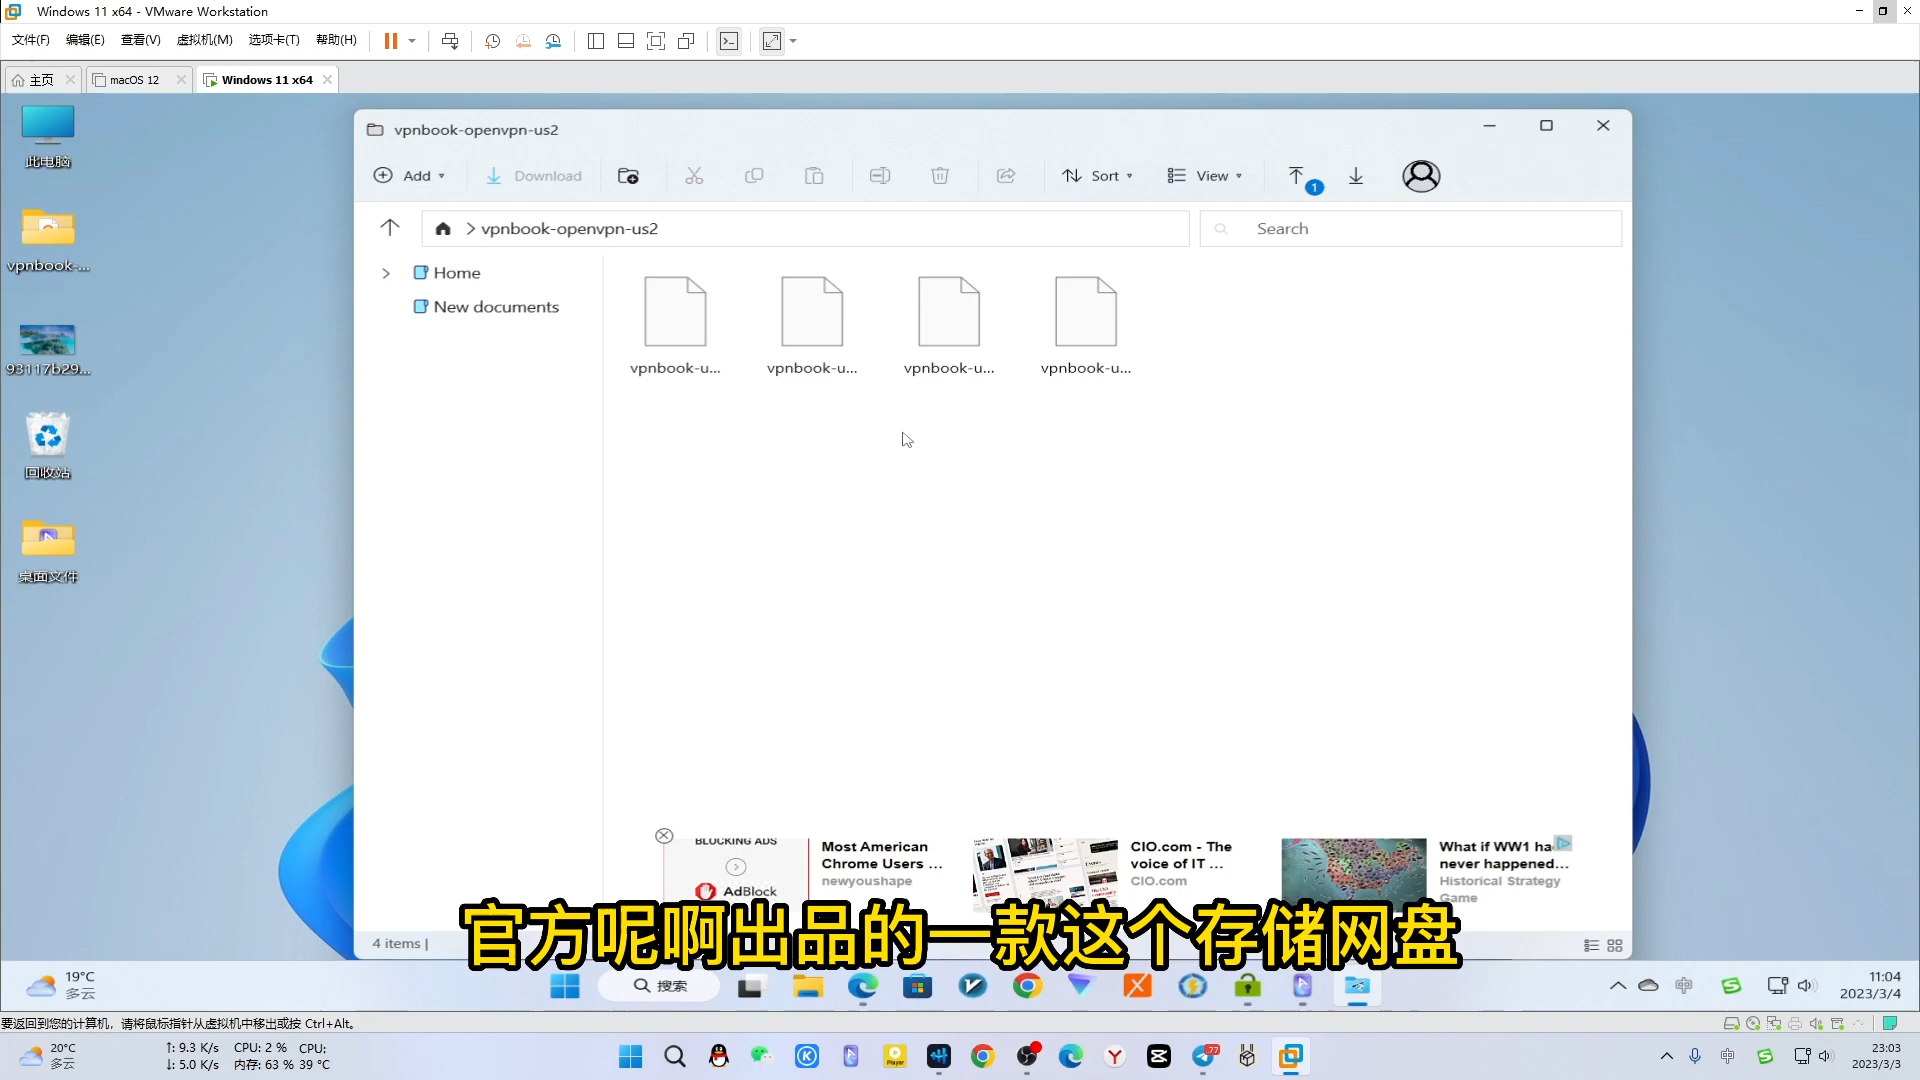 Windows 11 x64 - VMware Workstation
文件(F) 编辑(E) 查看(V) 虚拟机(M) 选项卡(T) 帮助(H)
主页 macOS 12 Windows 11 x64
此电脑
vpnbook-...
93117b29...
回收站
桌面文件
vpnbook-openvpn-us2
Add Download Sort View 1
> vpnbook-openvpn-us2 Search
Home
New documents
vpnbook-u... vpnbook-u... vpnbook-u... vpnbook-u...
BLOCKING ADS
AdBlock
Most American
Chrome Users ...
newyoushape
CIO.com - The
voice of IT ...
CIO.com
What if WW1 ha
never happened...
Historical Strategy
Game
4 items
官方呢啊出品的一款这个存储网盘
19°C
多云
搜索
中
11:04
2023/3/4
要返回到您的计算机，请将鼠标指针从虚拟机中移出或按 Ctrl+Alt。
20°C
多云
↑: 9.3 K/s CPU: 2 % CPU:
↓: 5.0 K/s 内存: 63 % 39 °C
Player
77
中
23:03
2023/3/3